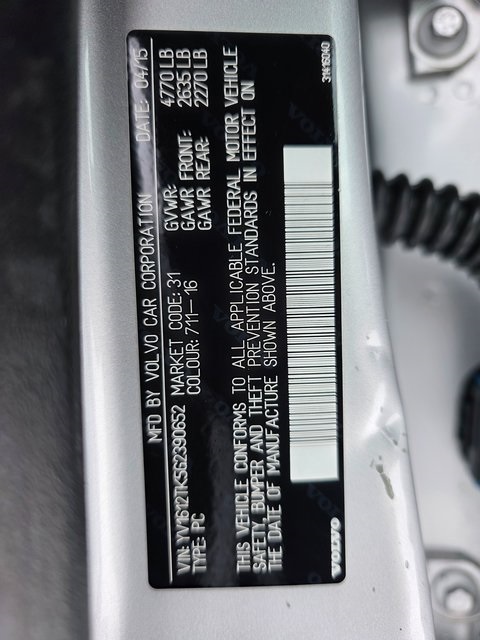 MFD BY VOLVO CAR CORPORATION DATE: 04/15
VIN: YV1612TK5G2390652 MARKET CODE: 31 GVWR: 4770 LB
TYPE: PC COLOUR: 711-16 GAWR FRONT: 2635 LB
GAWR REAR: 2270 LB
THIS VEHICLE CONFORMS TO ALL APPLICABLE FEDERAL MOTOR VEHICLE
SAFETY, BUMPER AND THEFT PREVENTION STANDARDS IN EFFECT ON
THE DATE OF MANUFACTURE SHOWN ABOVE.
VOLVO
31416040